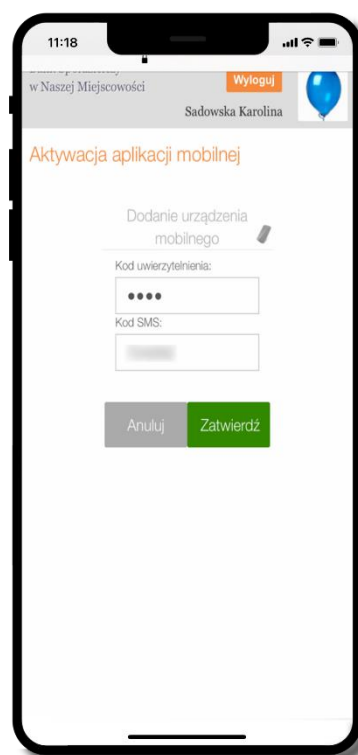 11:18
w Naszej Miejscowości
Wyloguj
Sadowska Karolina
Aktywacja aplikacji mobilnej
Dodanie urządzenia
mobilnego
Kod uwierzytelnienia:
••••
Kod SMS:
Anuluj
Zatwierdź